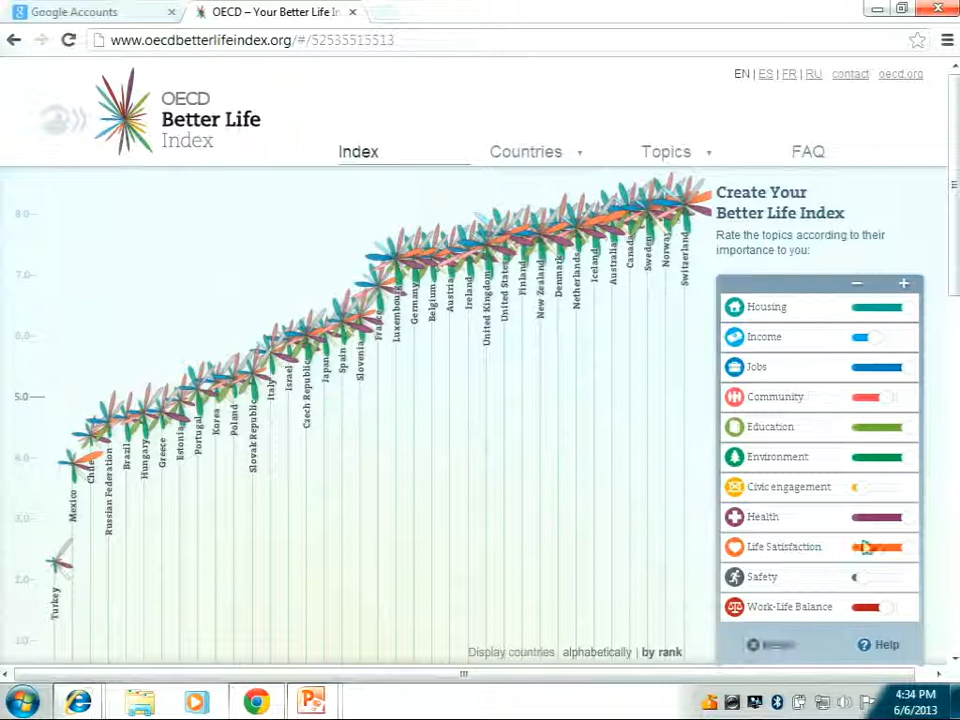 Google Accounts
OECD – Your Better Life In
www.oecdbetterlifeindex.org/#/52535515513
EN | ES | FR | RU contact oecd.org
OECD
Better Life
Index
Index Countries Topics FAQ
Create Your
Better Life Index
Rate the topics according to their
importance to you:
Housing
Income
Jobs
Community
Education
Environment
Civic engagement
Health
Life Satisfaction
Safety
Work-Life Balance
Help
8.0
7.0
6.0
5.0
4.0
3.0
2.0
1.0
Turkey
Mexico
Chile
Russian Federation
Brazil
Hungary
Greece
Estonia
Portugal
Korea
Poland
Slovak Republic
Italy
Israel
Czech Republic
Japan
Spain
Slovenia
France
Luxembourg
Germany
Belgium
Austria
Ireland
United Kingdom
United States
Finland
New Zealand
Denmark
Netherlands
Iceland
Australia
Canada
Sweden
Norway
Switzerland
Display countries alphabetically | by rank
4:34 PM
6/6/2013